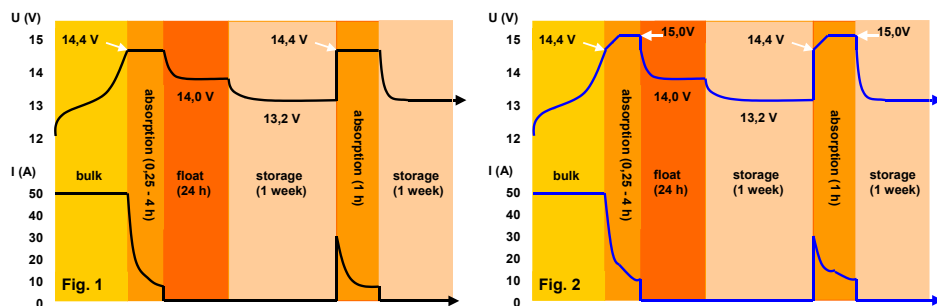 U (V)
15
14
13
12
I (A)
50
40
30
20
10
0
14,4 V
14,0 V
13,2 V
14,4 V
bulk
absorption (0,25 - 4 h)
float
(24 h)
storage
(1 week)
absorption (1 h)
storage
(1 week)
Fig. 1
U (V)
15
14
13
12
I (A)
50
40
30
20
10
0
14,4 V
15,0V
14,0 V
13,2 V
14,4 V
15,0V
bulk
absorption (0,25 - 4 h)
float
(24 h)
storage
(1 week)
absorption (1 h)
storage
(1 week)
Fig. 2